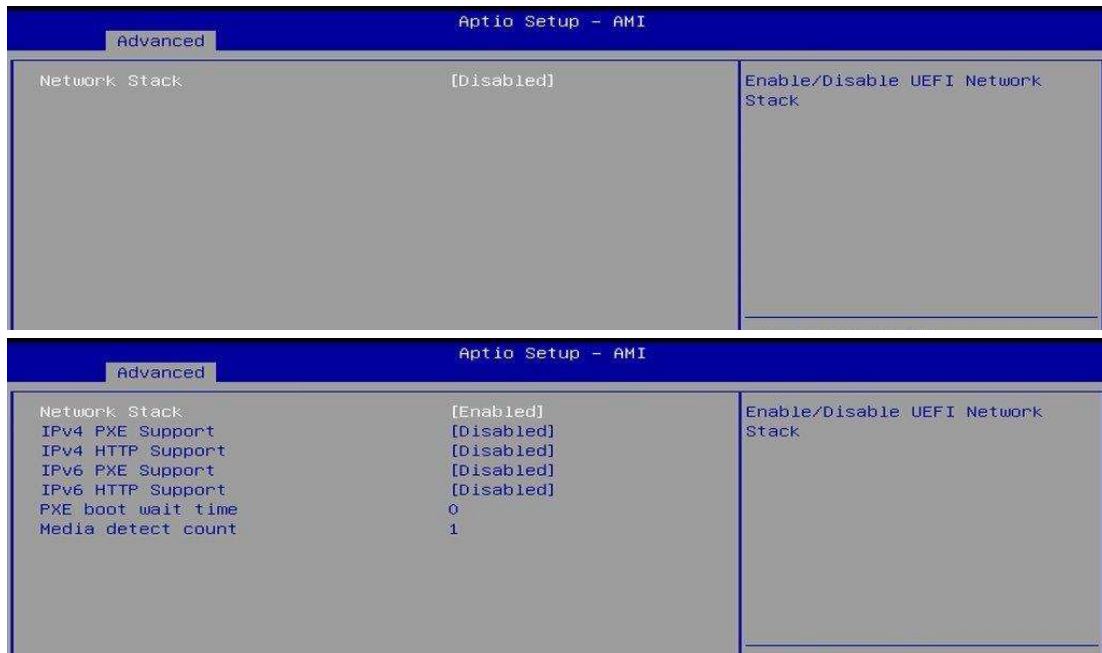 Aptio Setup - AMI
Advanced
Network Stack [Disabled]
Enable/Disable UEFI Network
Stack
Aptio Setup - AMI
Advanced
Network Stack [Enabled]
IPv4 PXE Support [Disabled]
IPv4 HTTP Support [Disabled]
IPv6 PXE Support [Disabled]
IPv6 HTTP Support [Disabled]
PXE boot wait time 0
Media detect count 1
Enable/Disable UEFI Network
Stack